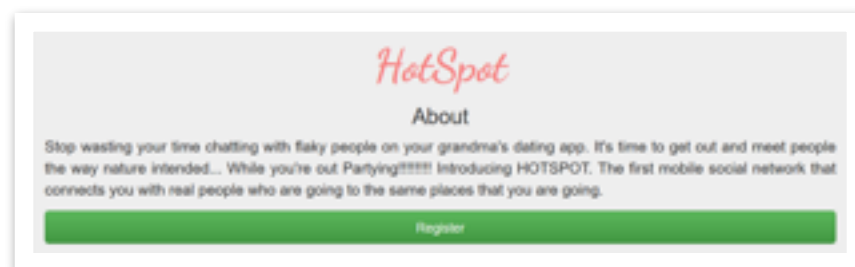 HotSpot
About
Stop wasting your time chatting with flaky people on your grandma's dating app. It's time to get out and meet people
the way nature intended... While you're out Partying!!!!!!!!! Introducing HOTSPOT. The first mobile social network that
connects you with real people who are going to the same places that you are going.
Register